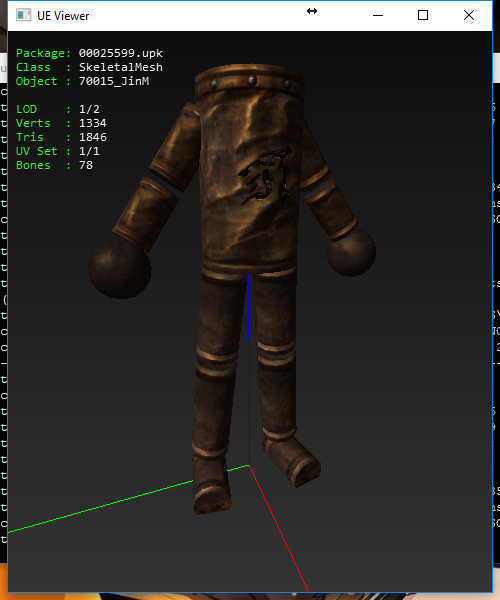 UE Viewer
Package: 00025599.upk
Class : SkeletalMesh
Object : 70015_JinM
LOD : 1/2
Verts : 1334
Tris : 1846
UV Set : 1/1
Bones : 78